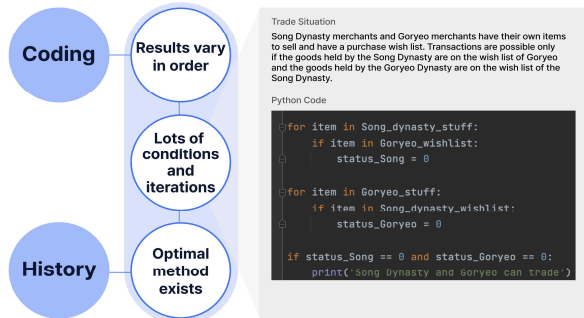 Coding
History
Results vary
in order
Lots of
conditions
and
iterations
Optimal
method
exists
Trade Situation
Song Dynasty merchants and Goryeo merchants have their own items
to sell and have a purchase wish list. Transactions are possible only
if the goods held by the Song Dynasty are on the wish list of Goryeo
and the goods held by the Goryeo Dynasty are on the wish list of the
Song Dynasty.
Python Code
for item in Song_dynasty_stuff:
if item in Goryeo_wishlist:
status_Song = 0
for item in Goryeo_stuff:
if item in Song_dynasty_wishlist:
status_Goryeo = 0
if status_Song == 0 and status_Goryeo == 0:
print('Song Dynasty and Goryeo can trade')